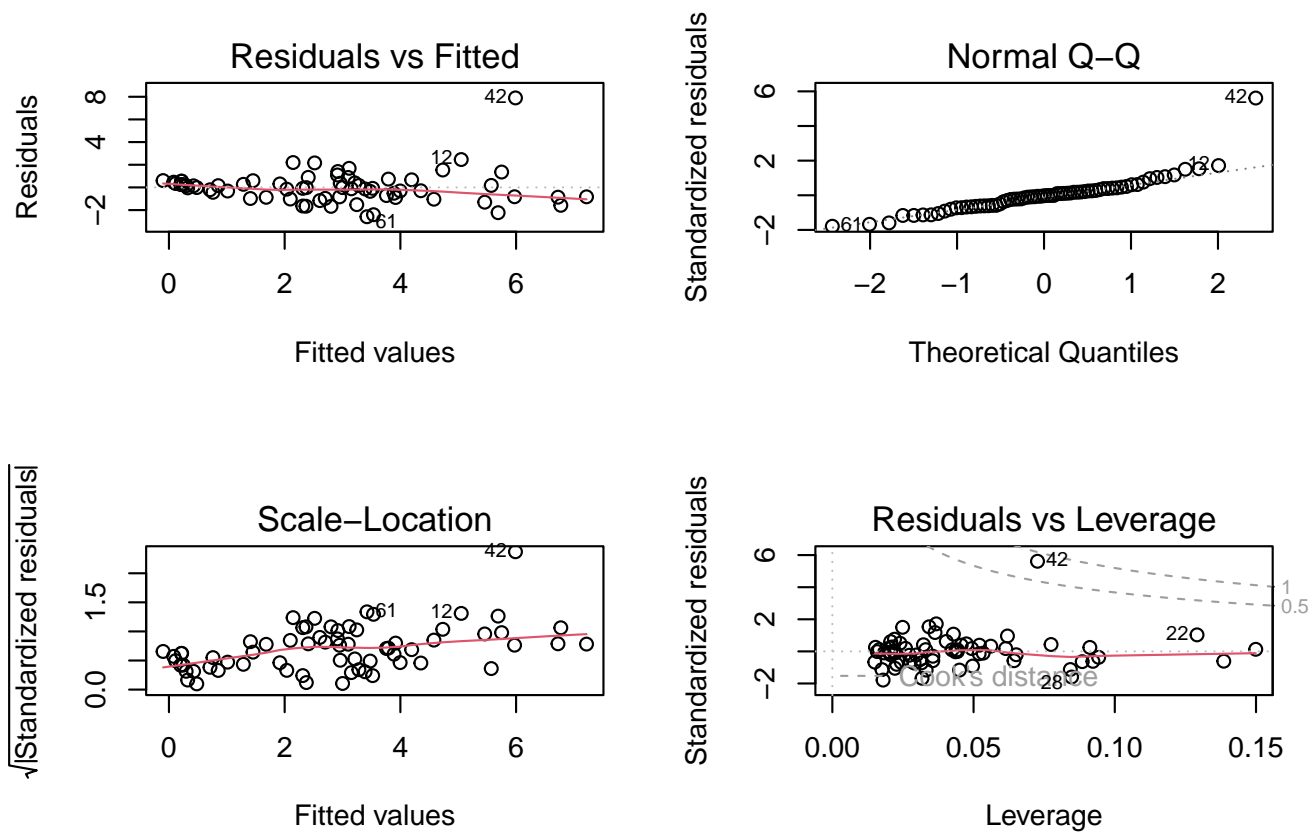 Residuals vs Fitted
Residuals
8
4
−2
42
12
61
0 2 4 6
Fitted values
Normal Q−Q
Standardized residuals
6
2
−2
42
12
61
−2 −1 0 1 2
Theoretical Quantiles
Scale−Location
√|Standardized residuals|
1.5
0.0
42
61
12
0 2 4 6
Fitted values
Residuals vs Leverage
Standardized residuals
6
2
−2
42
1
0.5
22
Cook's distance
28
0.00 0.05 0.10 0.15
Leverage